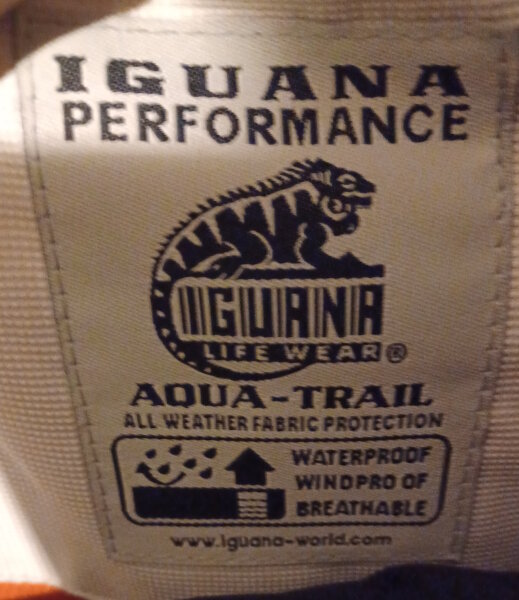 IGUANA
PERFORMANCE
IGUANA
LIFE WEAR®
AQUA-TRAIL
ALL WEATHER FABRIC PROTECTION
WATERPROOF
WINDPRO OF
BREATHABLE
www.iguana-world.com